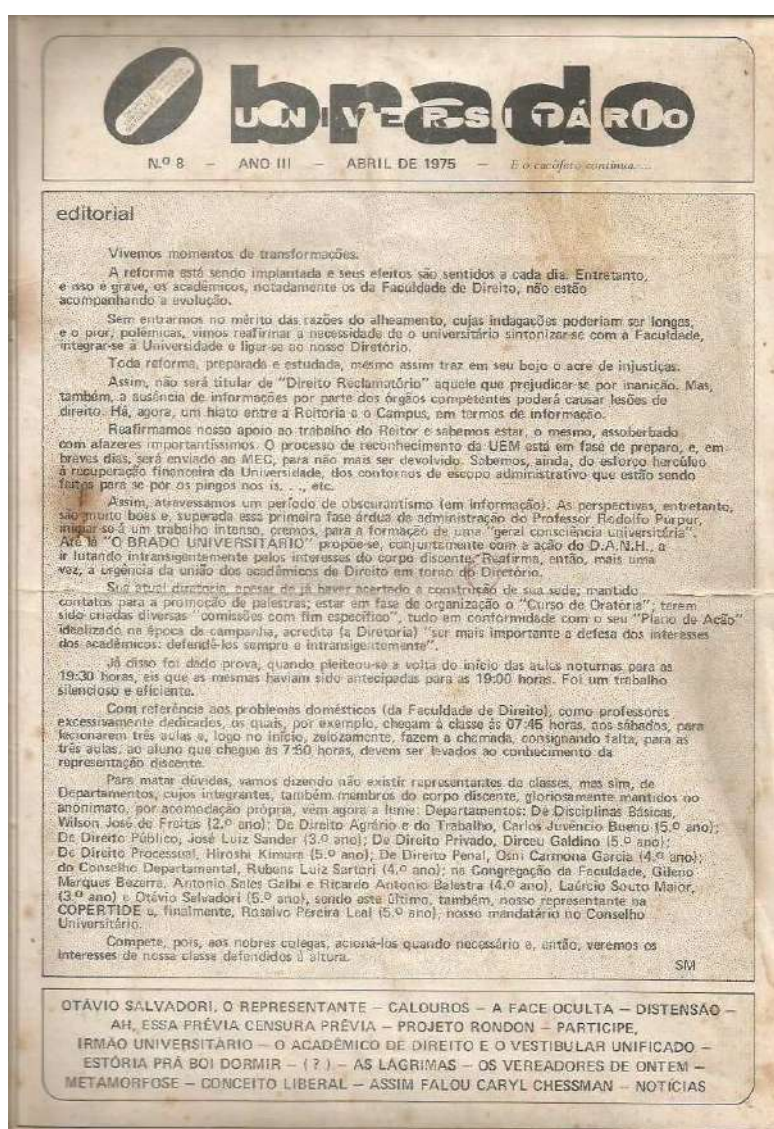 O brado
UNIVERSITÁRIO
N.º 8 — ANO III — ABRIL DE 1975 — E o cacófato continua....
editorial
Vivemos momentos de transformações.
A reforma está sendo implantada e seus efeitos são sentidos a cada dia. Entretanto,
e isso é grave, os acadêmicos, notadamente os da Faculdade de Direito, não estão
acompanhando a evolução.
Sem entrarmos no mérito das razões do alheamento, cujas indagações poderiam ser longas,
e o pior, polêmicas, vimos reafirmar a necessidade de o universitário sintonizar-se com a Faculdade,
integrar-se à Universidade e ligar-se ao nosso Diretório.
Toda reforma, preparada e estudada, mesmo assim traz em seu bojo o acre de injustiças.
Assim, não será titular de "Direito Reclamatório" aquele que prejudicar-se por inanição. Mas,
também, a ausência de informações por parte dos órgãos competentes poderá causar lesões de
direito. Há, agora, um hiato entre a Reitoria e o Campus, em termos de informação.
Reafirmamos nosso apoio ao trabalho do Reitor e sabemos estar, o mesmo, assoberbado
com afazeres importantíssimos. O processo de reconhecimento da UEM está em fase de preparo, e, em
breves dias, será enviado ao MEC, para não mais ser devolvido. Sabemos, ainda, do esforço hercúleo
à recuperação financeira da Universidade, dos contornos de escopo administrativo que estão sendo
feitos para se por os pingos nos is. . ., etc.
Assim, atravessamos um período de obscurantismo (em informação). As perspectivas, entretanto,
são muito boas e, superada essa primeira fase árdua da administração do Professor Rodolfo Purpur,
iniciar-se-á um trabalho intenso, cremos, para a formação de uma "geral consciência universitária".
Até lá "O BRADO UNIVERSITÁRIO" propõe-se, conjuntamente com a ação do D.A.N.H., a
ir lutando intransigentemente pelos interesses do corpo discente. Reafirma, então, mais uma
vez, a urgência da união dos acadêmicos de Direito em torno do Diretório.
Sua atual diretoria, apesar de já haver acertado a construção de sua sede; mantido
contatos para a promoção de palestras; estar em fase de organização o "Curso de Oratória"; terem
sido criadas diversas "comissões com fim específico", tudo em conformidade com o seu "Plano de Ação"
idealizado na época da campanha, acredita (a Diretoria) "ser mais importante a defesa dos interesses
dos acadêmicos: defendê-los sempre e intransigentemente".
Já disso foi dado prova, quando pleiteou-se a volta do início das aulas noturnas para as
19:30 horas, eis que as mesmas haviam sido antecipadas para as 19:00 horas. Foi um trabalho
silencioso e eficiente.
Com referência aos problemas domésticos (da Faculdade de Direito), como professores
excessivamente dedicados, os quais, por exemplo, chegam à classe às 07:45 horas, aos sábados, para
lecionarem três aulas e, logo no início, zelozamente, fazem a chamada, consignando falta, para as
três aulas, ao aluno que chegue às 7:50 horas, devem ser levados ao conhecimento da
representação discente.
Para matar dúvidas, vamos dizendo não existir representantes de classes, mas sim, de
Departamentos, cujos integrantes, também membros do corpo discente, gloriosamente mantidos no
anonimato, por acomodação própria, vêm agora a lume: Departamentos: De Disciplinas Básicas,
Wilson José de Freitas (2.º ano); De Direito Agrário e do Trabalho, Carlos Juvêncio Bueno (5.º ano);
De Direito Público, José Luiz Sander (3.º ano); De Direito Privado, Dirceu Galdino (5.º ano);
De Direito Processual, Hiroshi Kimura (5.º ano); De Direito Penal, Osni Carmona Garcia (4.º ano);
do Conselho Departamental, Rubens Luiz Sartori (4.º ano); na Congregação da Faculdade, Gileno
Marques Bezerra, Antonio Sales Galbi e Ricardo Antonio Balestra (4.º ano), Laércio Souto Maior,
(3.º ano) e Otávio Salvadori (5.º ano), sendo este último, também, nosso representante na
COPERTIDE e, finalmente, Rosalvo Pereira Leal (5.º ano), nosso mandatário no Conselho
Universitário.
Compete, pois, aos nobres colegas, acioná-los quando necessário e, então, veremos os
interesses de nossa classe defendidos à altura.
SM
OTÁVIO SALVADORI, O REPRESENTANTE — CALOUROS — A FACE OCULTA — DISTENSÃO —
AH, ESSA PRÉVIA CENSURA PRÉVIA — PROJETO RONDON — PARTICIPE,
IRMÃO UNIVERSITÁRIO — O ACADÊMICO DE DIREITO E O VESTIBULAR UNIFICADO —
ESTÓRIA PRÁ BOI DORMIR — ( ? ) — AS LÁGRIMAS — OS VEREADORES DE ONTEM —
METAMORFOSE — CONCEITO LIBERAL — ASSIM FALOU CARYL CHESSMAN — NOTÍCIAS